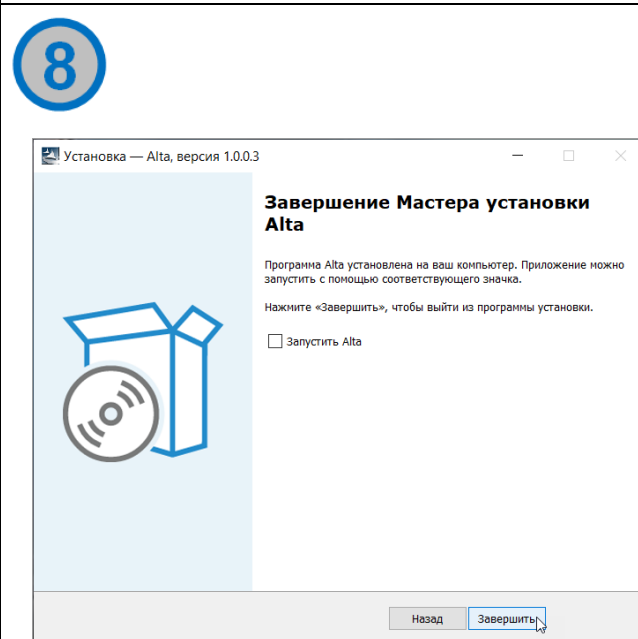 8
Установка — Alta, версия 1.0.0.3
Завершение Мастера установки
Alta
Программа Alta установлена на ваш компьютер. Приложение можно
запустить с помощью соответствующего значка.
Нажмите «Завершить», чтобы выйти из программы установки.
Запустить Alta
Назад
Завершить